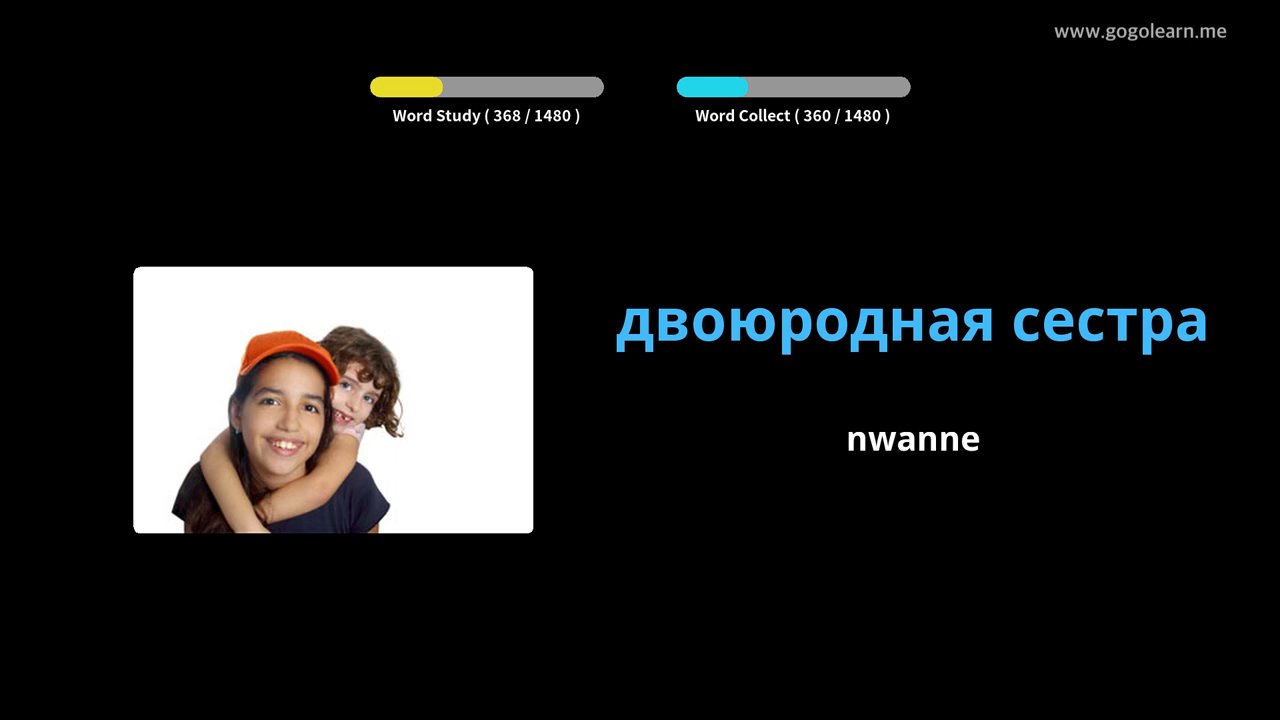 www.gogolearn.me
Word Study ( 368 / 1480 )
Word Collect ( 360 / 1480 )
двоюродная сестра
nwanne